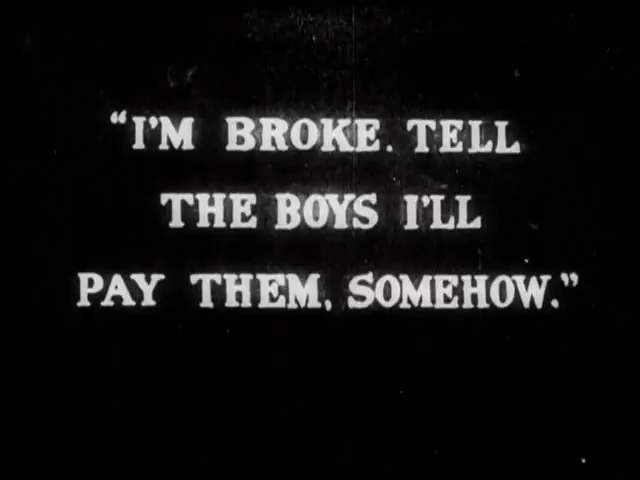 “I'M BROKE. TELL
THE BOYS I'LL
PAY THEM, SOMEHOW.”